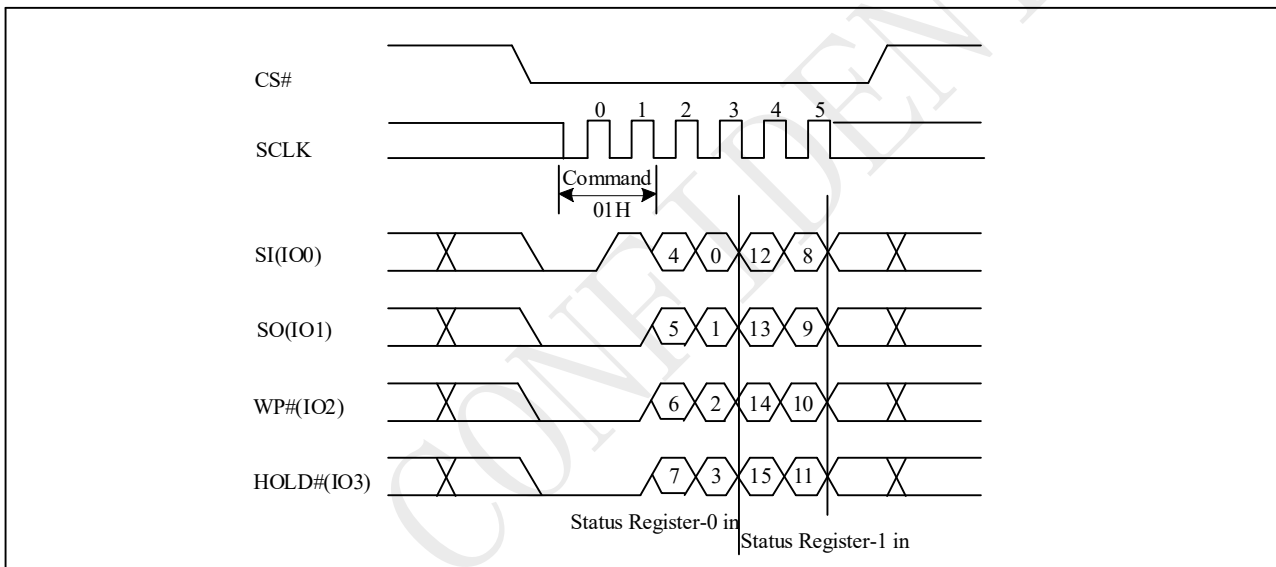 CS#
0 1 2 3 4 5
SCLK
Command
01H
SI(IO0) 4 0 12 8
SO(IO1) 5 1 13 9
WP#(IO2) 6 2 14 10
HOLD#(IO3) 7 3 15 11
Status Register-0 in
Status Register-1 in
CONFIDEN